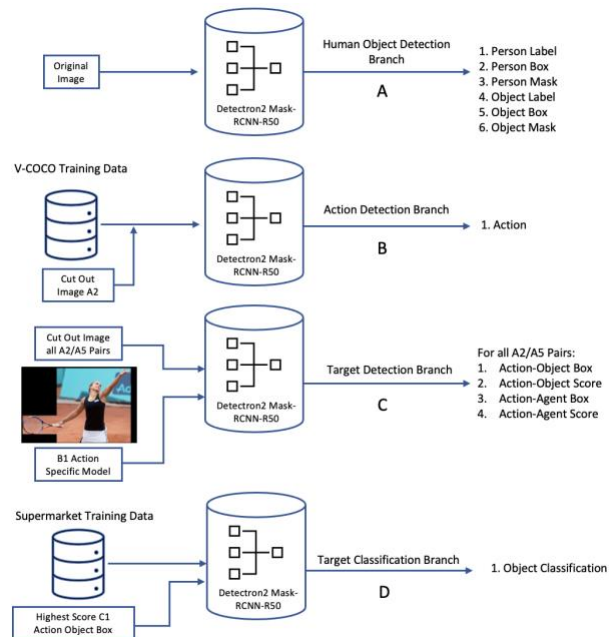 Original
Image
Detectron2 Mask-
RCNN-R50
Human Object Detection
Branch
A
1. Person Label
2. Person Box
3. Person Mask
4. Object Label
5. Object Box
6. Object Mask
V-COCO Training Data
Cut Out
Image A2
Detectron2 Mask-
RCNN-R50
Action Detection Branch
B
1. Action
Cut Out Image
all A2/A5 Pairs
B1 Action
Specific Model
Detectron2 Mask-
RCNN-R50
Target Detection Branch
C
For all A2/A5 Pairs:
1. Action-Object Box
2. Action-Object Score
3. Action-Agent Box
4. Action-Agent Score
Supermarket Training Data
Highest Score C1
Action Object Box
Detectron2 Mask-
RCNN-R50
Target Classification Branch
D
1. Object Classification